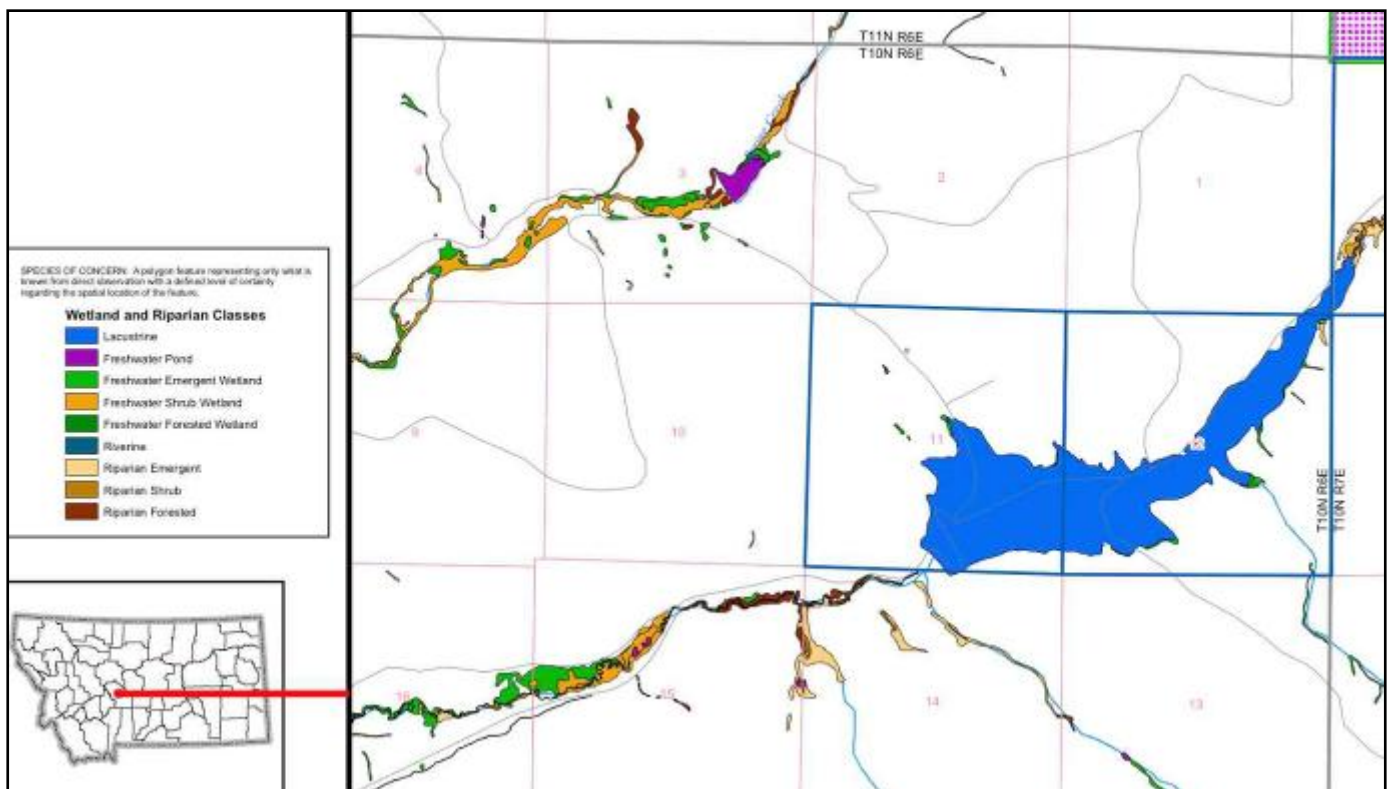 T11N R6E
T10N R6E
4
3
2
1
SPECIES OF CONCERN: A polygon feature representing only what is
known from direct observation with a defined level of certainty
regarding the spatial location of the feature.
Wetland and Riparian Classes
Lacustrine
Freshwater Pond
Freshwater Emergent Wetland
Freshwater Shrub Wetland
Freshwater Forested Wetland
Riverine
Riparian Emergent
Riparian Shrub
Riparian Forested
9
10
11
12
T10N R6E
T10N R7E
16
15
14
13